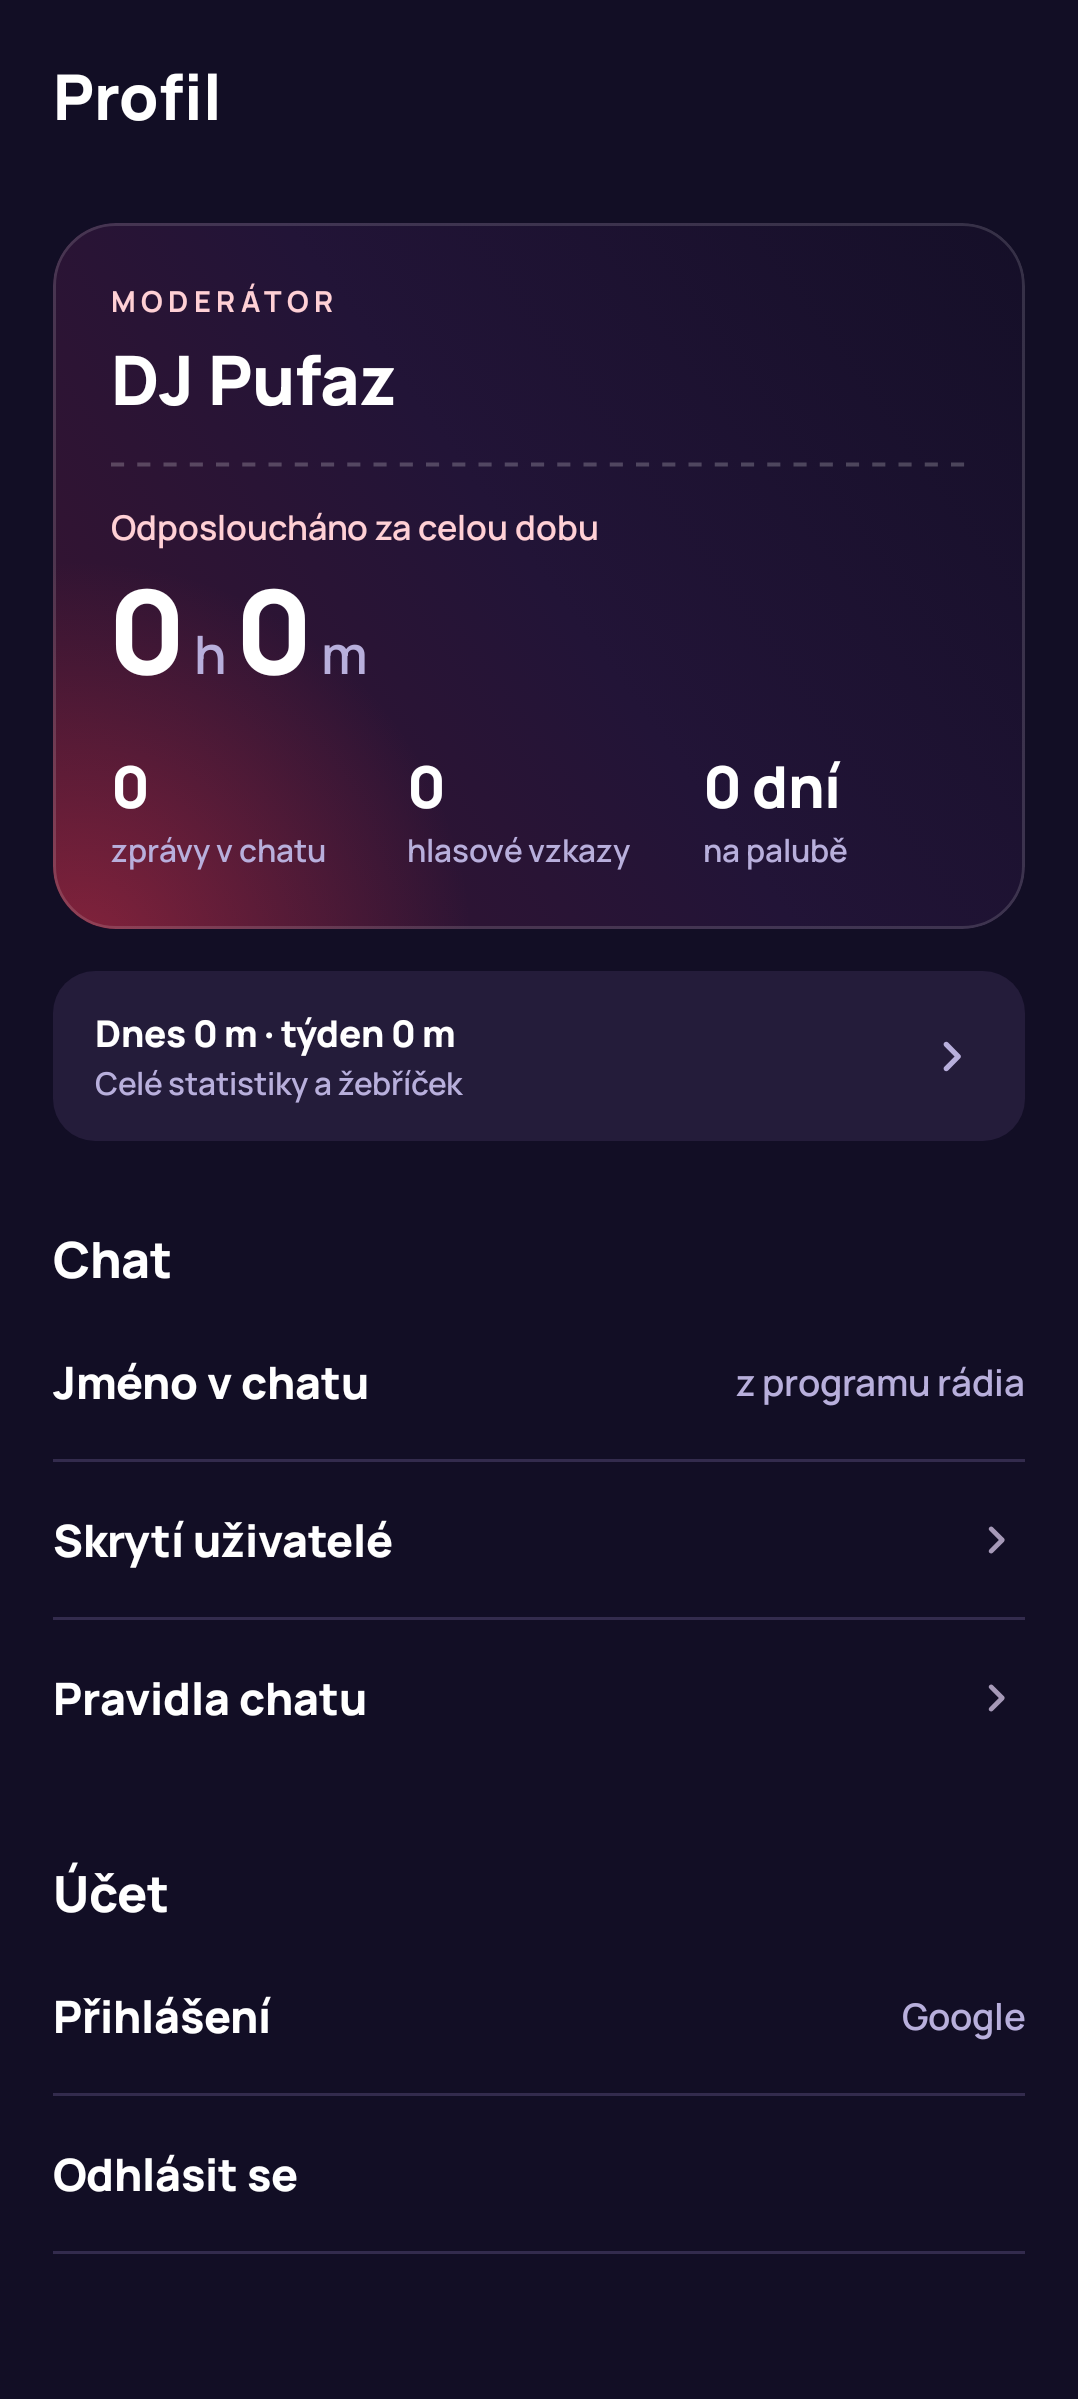 Profil
MODERÁTOR
DJ Pufaz
Odposloucháno za celou dobu
0 h 0 m
0 0 0 dní
zprávy v chatu hlasové vzkazy na palubě
Dnes 0 m · týden 0 m
Celé statistiky a žebříček
Chat
Jméno v chatu z programu rádia
Skrytí uživatelé
Pravidla chatu
Účet
Přihlášení Google
Odhlásit se